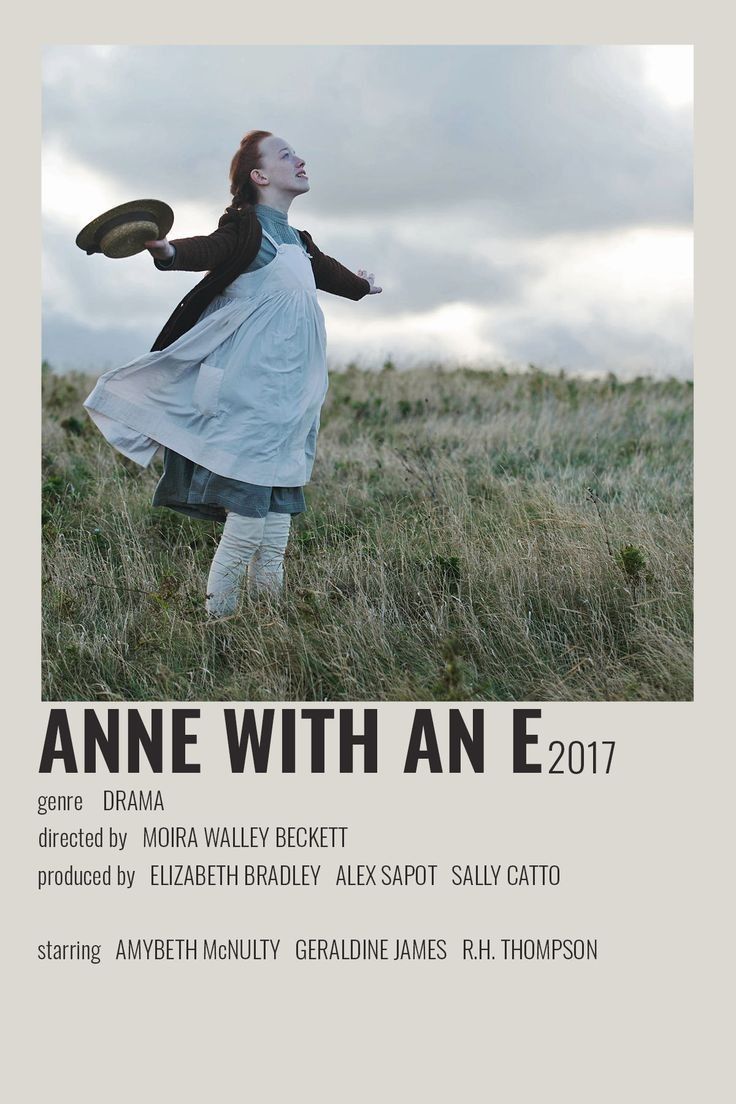 ANNE WITH AN E 2017
genre DRAMA
directed by MOIRA WALLEY BECKETT
produced by ELIZABETH BRADLEY ALEX SAPOT SALLY CATTO
starring AMYBETH McNULTY GERALDINE JAMES R.H. THOMPSON